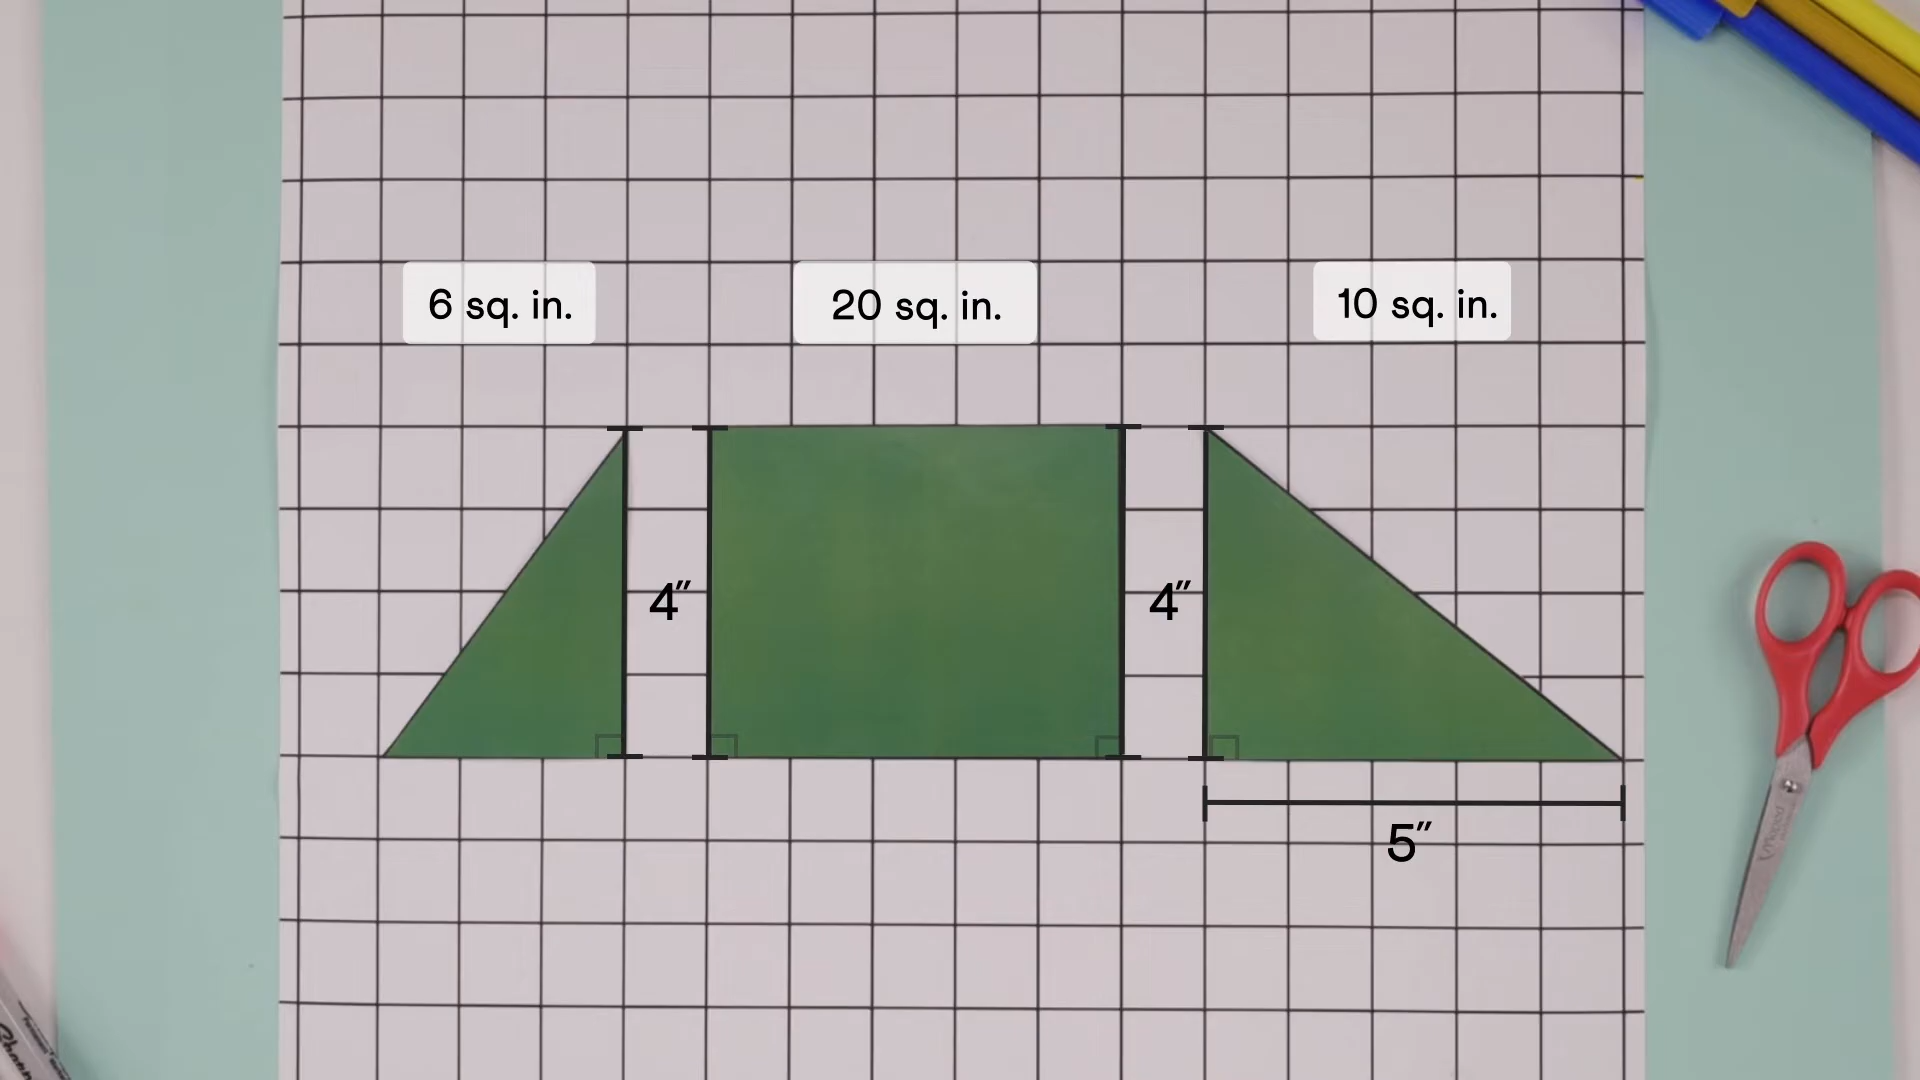 6 sq. in.
20 sq. in.
10 sq. in.
4″
4″
5″